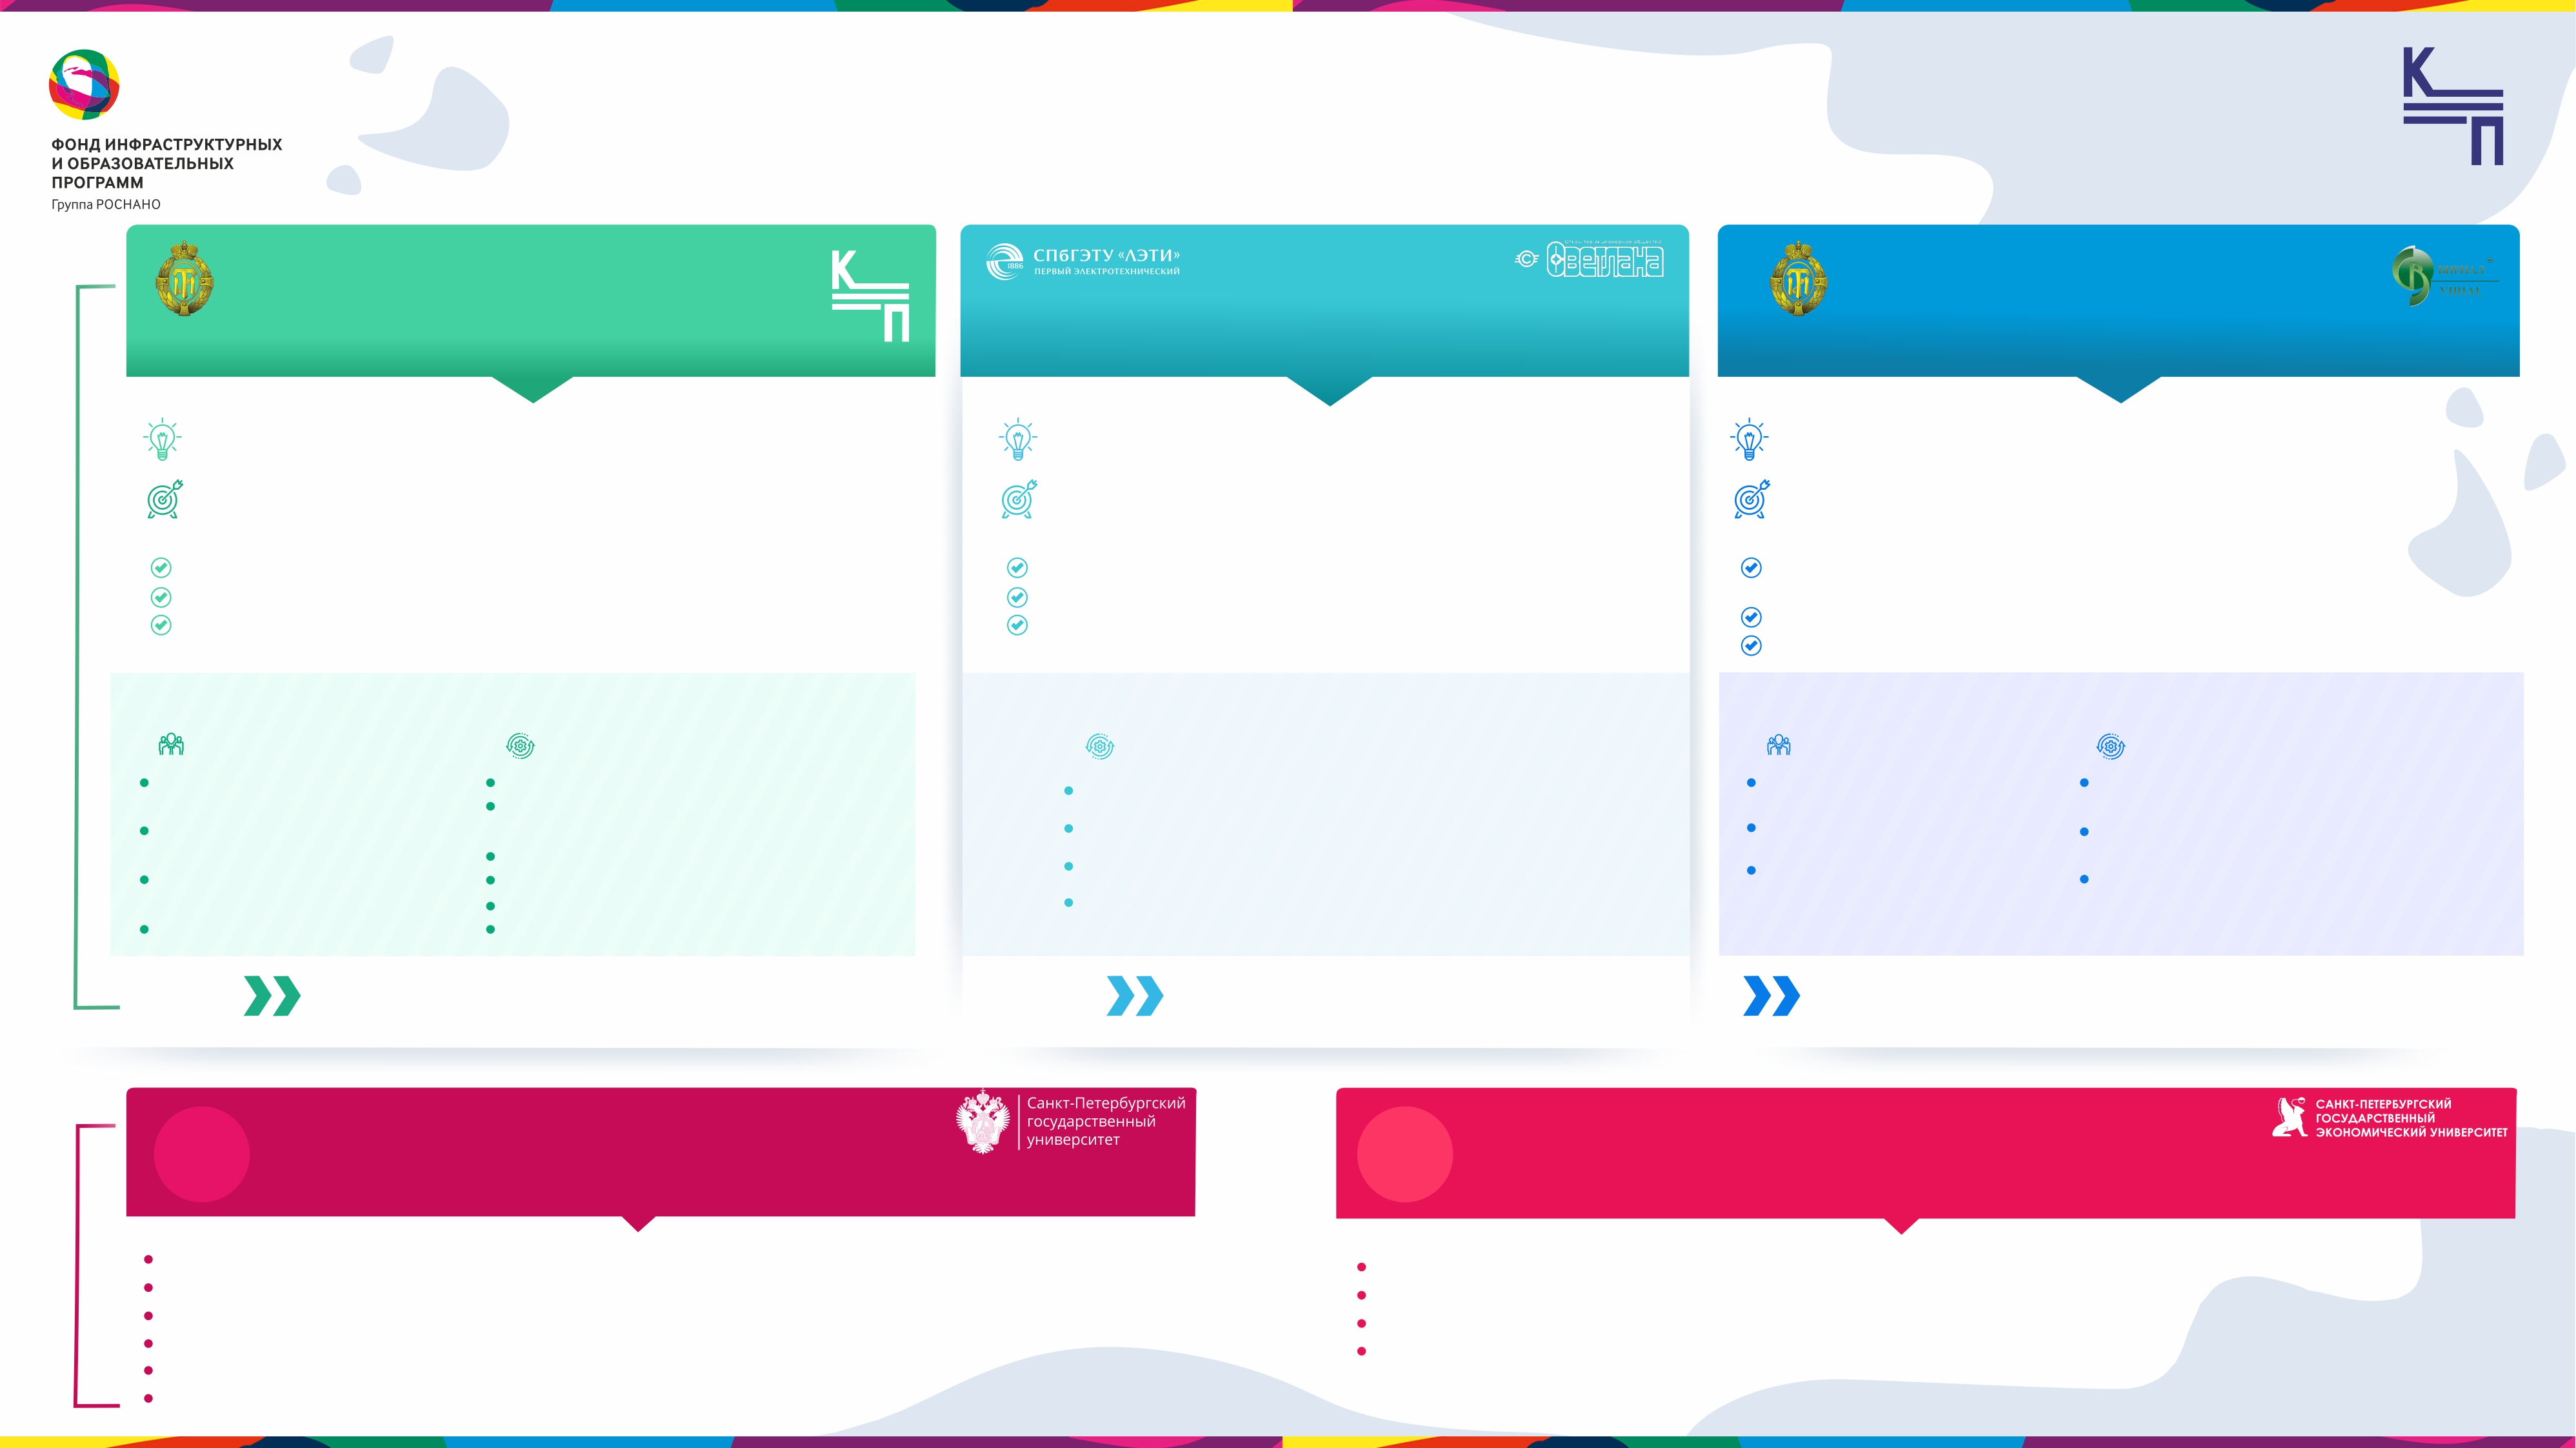 ФОНД ИНФРАСТРУКТУРНЫХ
И ОБРАЗОВАТЕЛЬНЫХ
ПРОГРАММ
Группа РОСНАНО
К
П
К
П
1886
СПбГЭТУ «ЛЭТИ»
ПЕРВЫЙ ЭЛЕКТРОТЕХНИЧЕСКИЙ
Светлана
Санкт-Петербургский
государственный
университет
САНКТ-ПЕТЕРБУРГСКИЙ
ГОСУДАРСТВЕННЫЙ
ЭКОНОМИЧЕСКИЙ УНИВЕРСИТЕТ